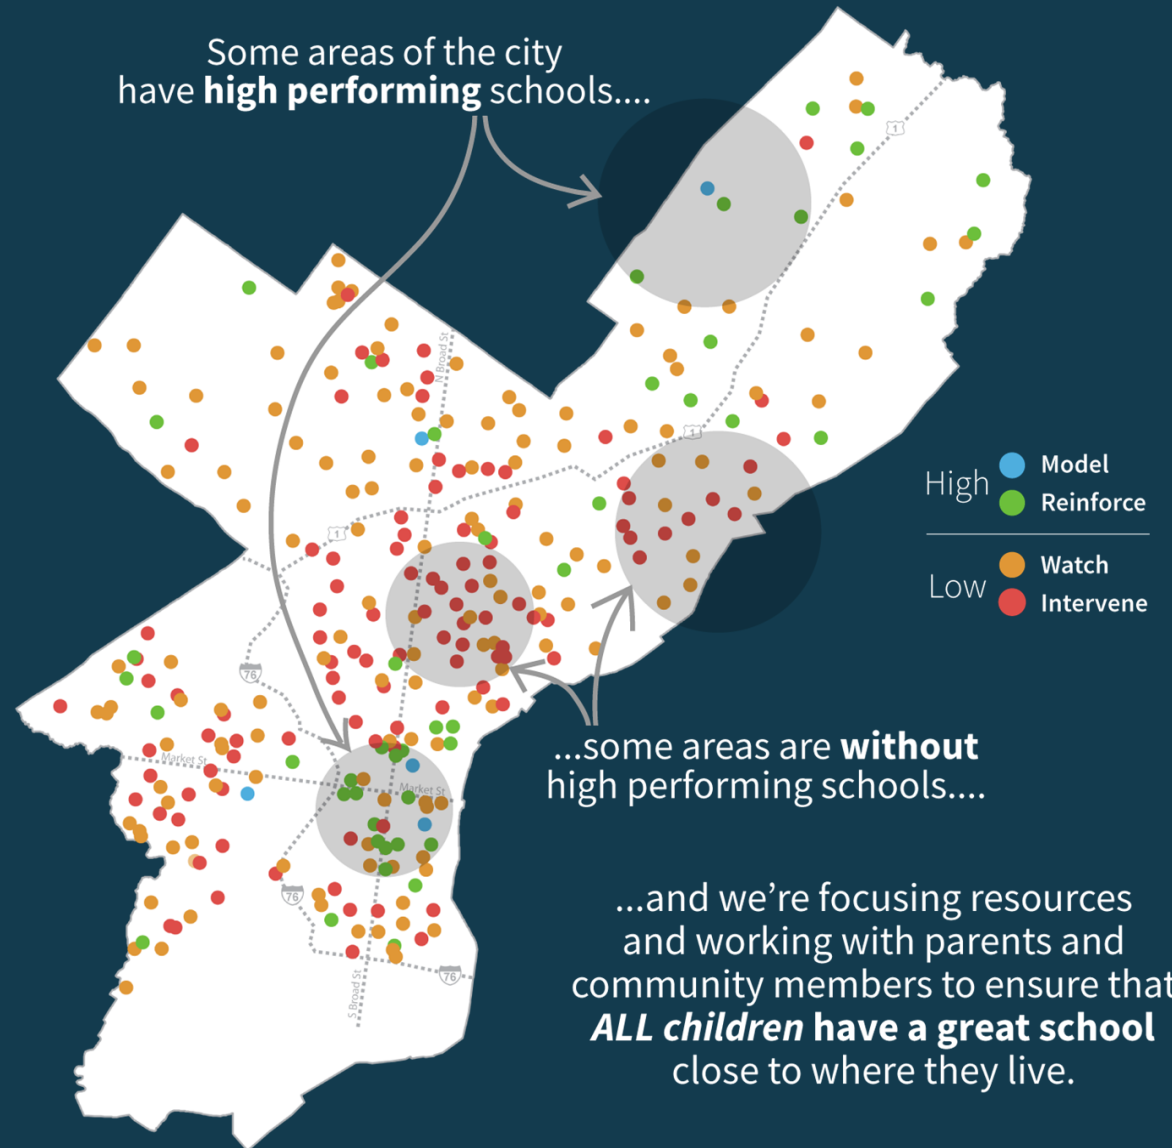 Some areas of the city
have high performing schools....
1
N Broad St
1
High
Model
Reinforce
Low
Watch
Intervene
1
76
...some areas are without
high performing schools....
Market St
Market St
76
...and we’re focusing resources
and working with parents and
community members to ensure that
ALL children have a great school
close to where they live.
76
S Broad St